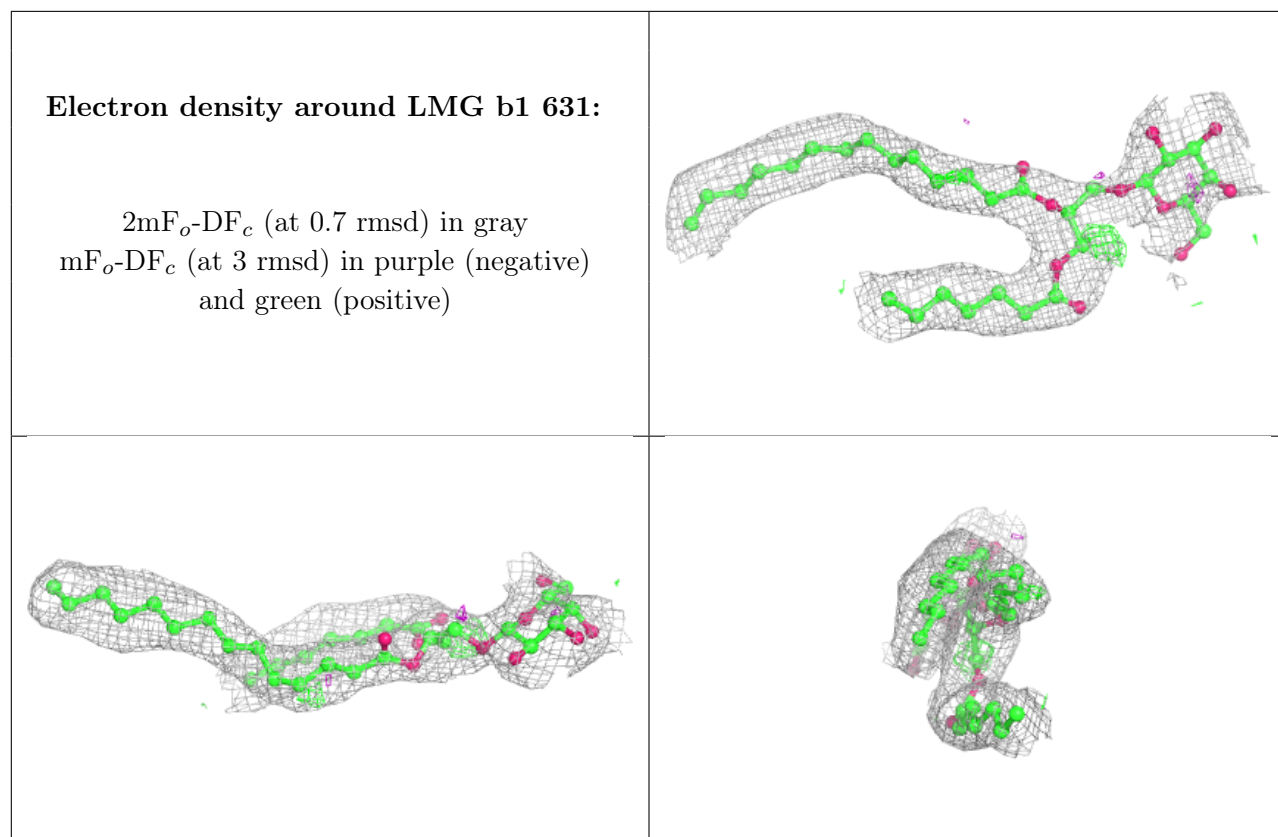 Electron density around LMG b1 631:
2mFo-DFc (at 0.7 rmsd) in gray
mFo-DFc (at 3 rmsd) in purple (negative)
and green (positive)